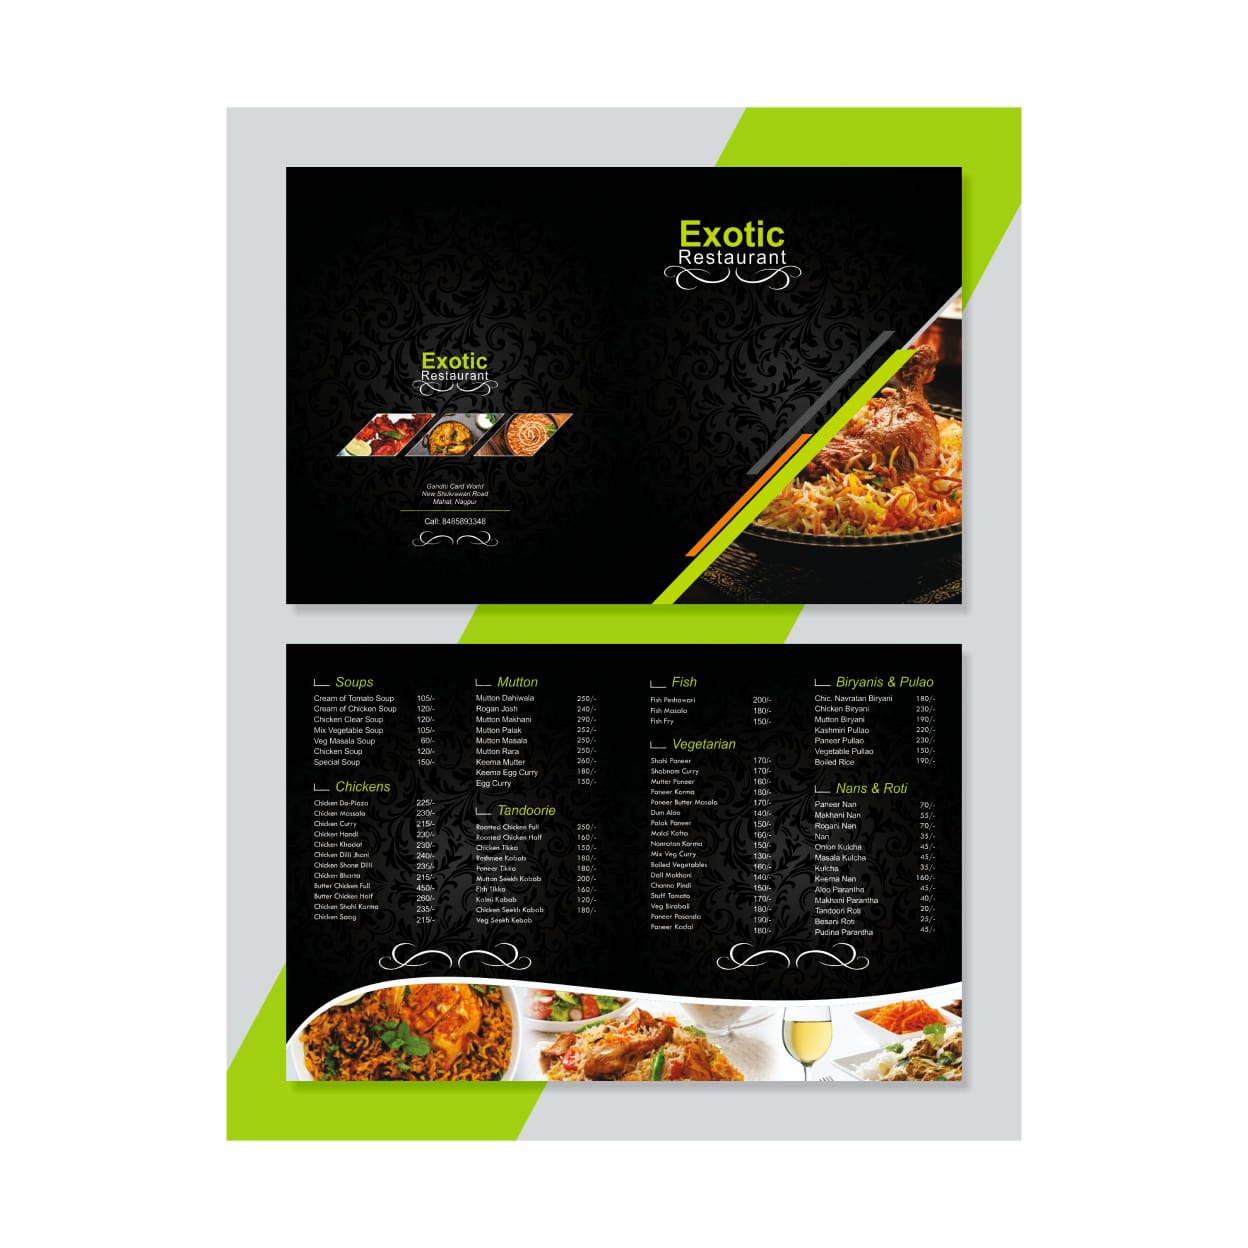 Exotic
Restaurant
Gandhi Card World
New Shukrawari Road
Mahal, Nagpur
Call: 8485893348
Exotic
Restaurant
Soups
Cream of Tomato Soup 105/-
Cream of Chicken Soup 120/-
Chicken Clear Soup 120/-
Mix Vegetable Soup 105/-
Veg Masala Soup 60/-
Chicken Soup 120/-
Special Soup 150/-
Chickens
Chicken Do-Piaza 225/-
Chicken Massala 230/-
Chicken Curry 215/-
Chicken Handi 230/-
Chicken Khadat 230/-
Chicken Dilli Jhani 240/-
Chicken Shane Dilli 235/-
Chicken Bharta 215/-
Butter Chicken Full 450/-
Butter Chicken Half 260/-
Chicken Shahi Korma 235/-
Chicken Saag 215/-
Mutton
Mutton Dahiwala 250/-
Rogan Josh 240/-
Mutton Makhani 290/-
Mutton Palak 252/-
Mutton Masala 250/-
Mutton Rara 250/-
Keema Mutter 260/-
Keema Egg Curry 180/-
Egg Curry 150/-
Tandoorie
Roasted Chicken Full 250/-
Roasted Chicken Half 160/-
Chicken Tikka 150/-
Reshmee Kabab 180/-
Paneer Tikka 180/-
Mutton Seekh Kabab 200/-
Fith Tikka 160/-
Kalmi Kabab 120/-
Chicken Seekh Kabab 180/-
Veg Seekh Kebab
Fish
Fish Peshawari 200/-
Fish Masala 180/-
Fish Fry 150/-
Vegetarian
Shahi Paneer 170/-
Shabnam Curry 170/-
Mutter Paneer 160/-
Paneer Korma 180/-
Paneer Butter Masala 170/-
Dum Aloo 140/-
Palak Paneer 150/-
Malai Kofta 160/-
Navratan Karma 150/-
Mix Veg Curry 130/-
Boiled Vegetables 160/-
Dall Makhani 140/-
Channa Pindi 150/-
Stuff Tomato 170/-
Veg Biraball 180/-
Paneer Pasanda 190/-
Paneer Kadai 180/-
Biryanis & Pulao
Chic. Navratan Biryani 180/-
Chicken Biryani 230/-
Mutton Biryani 190/-
Kashmiri Pullao 220/-
Paneer Pullao 230/-
Vegetable Pullao 150/-
Boiled Rice 190/-
Nans & Roti
Paneer Nan 70/-
Makhani Nan 55/-
Rogani Nan 70/-
Nan 35/-
Onion Kulcha 45/-
Masala Kulcha 45/-
Kulcha 35/-
Keema Nan 160/-
Aloo Parantha 45/-
Makhani Parantha 40/-
Tandoori Roti 20/-
Besani Roti 25/-
Pudina Parantha 45/-